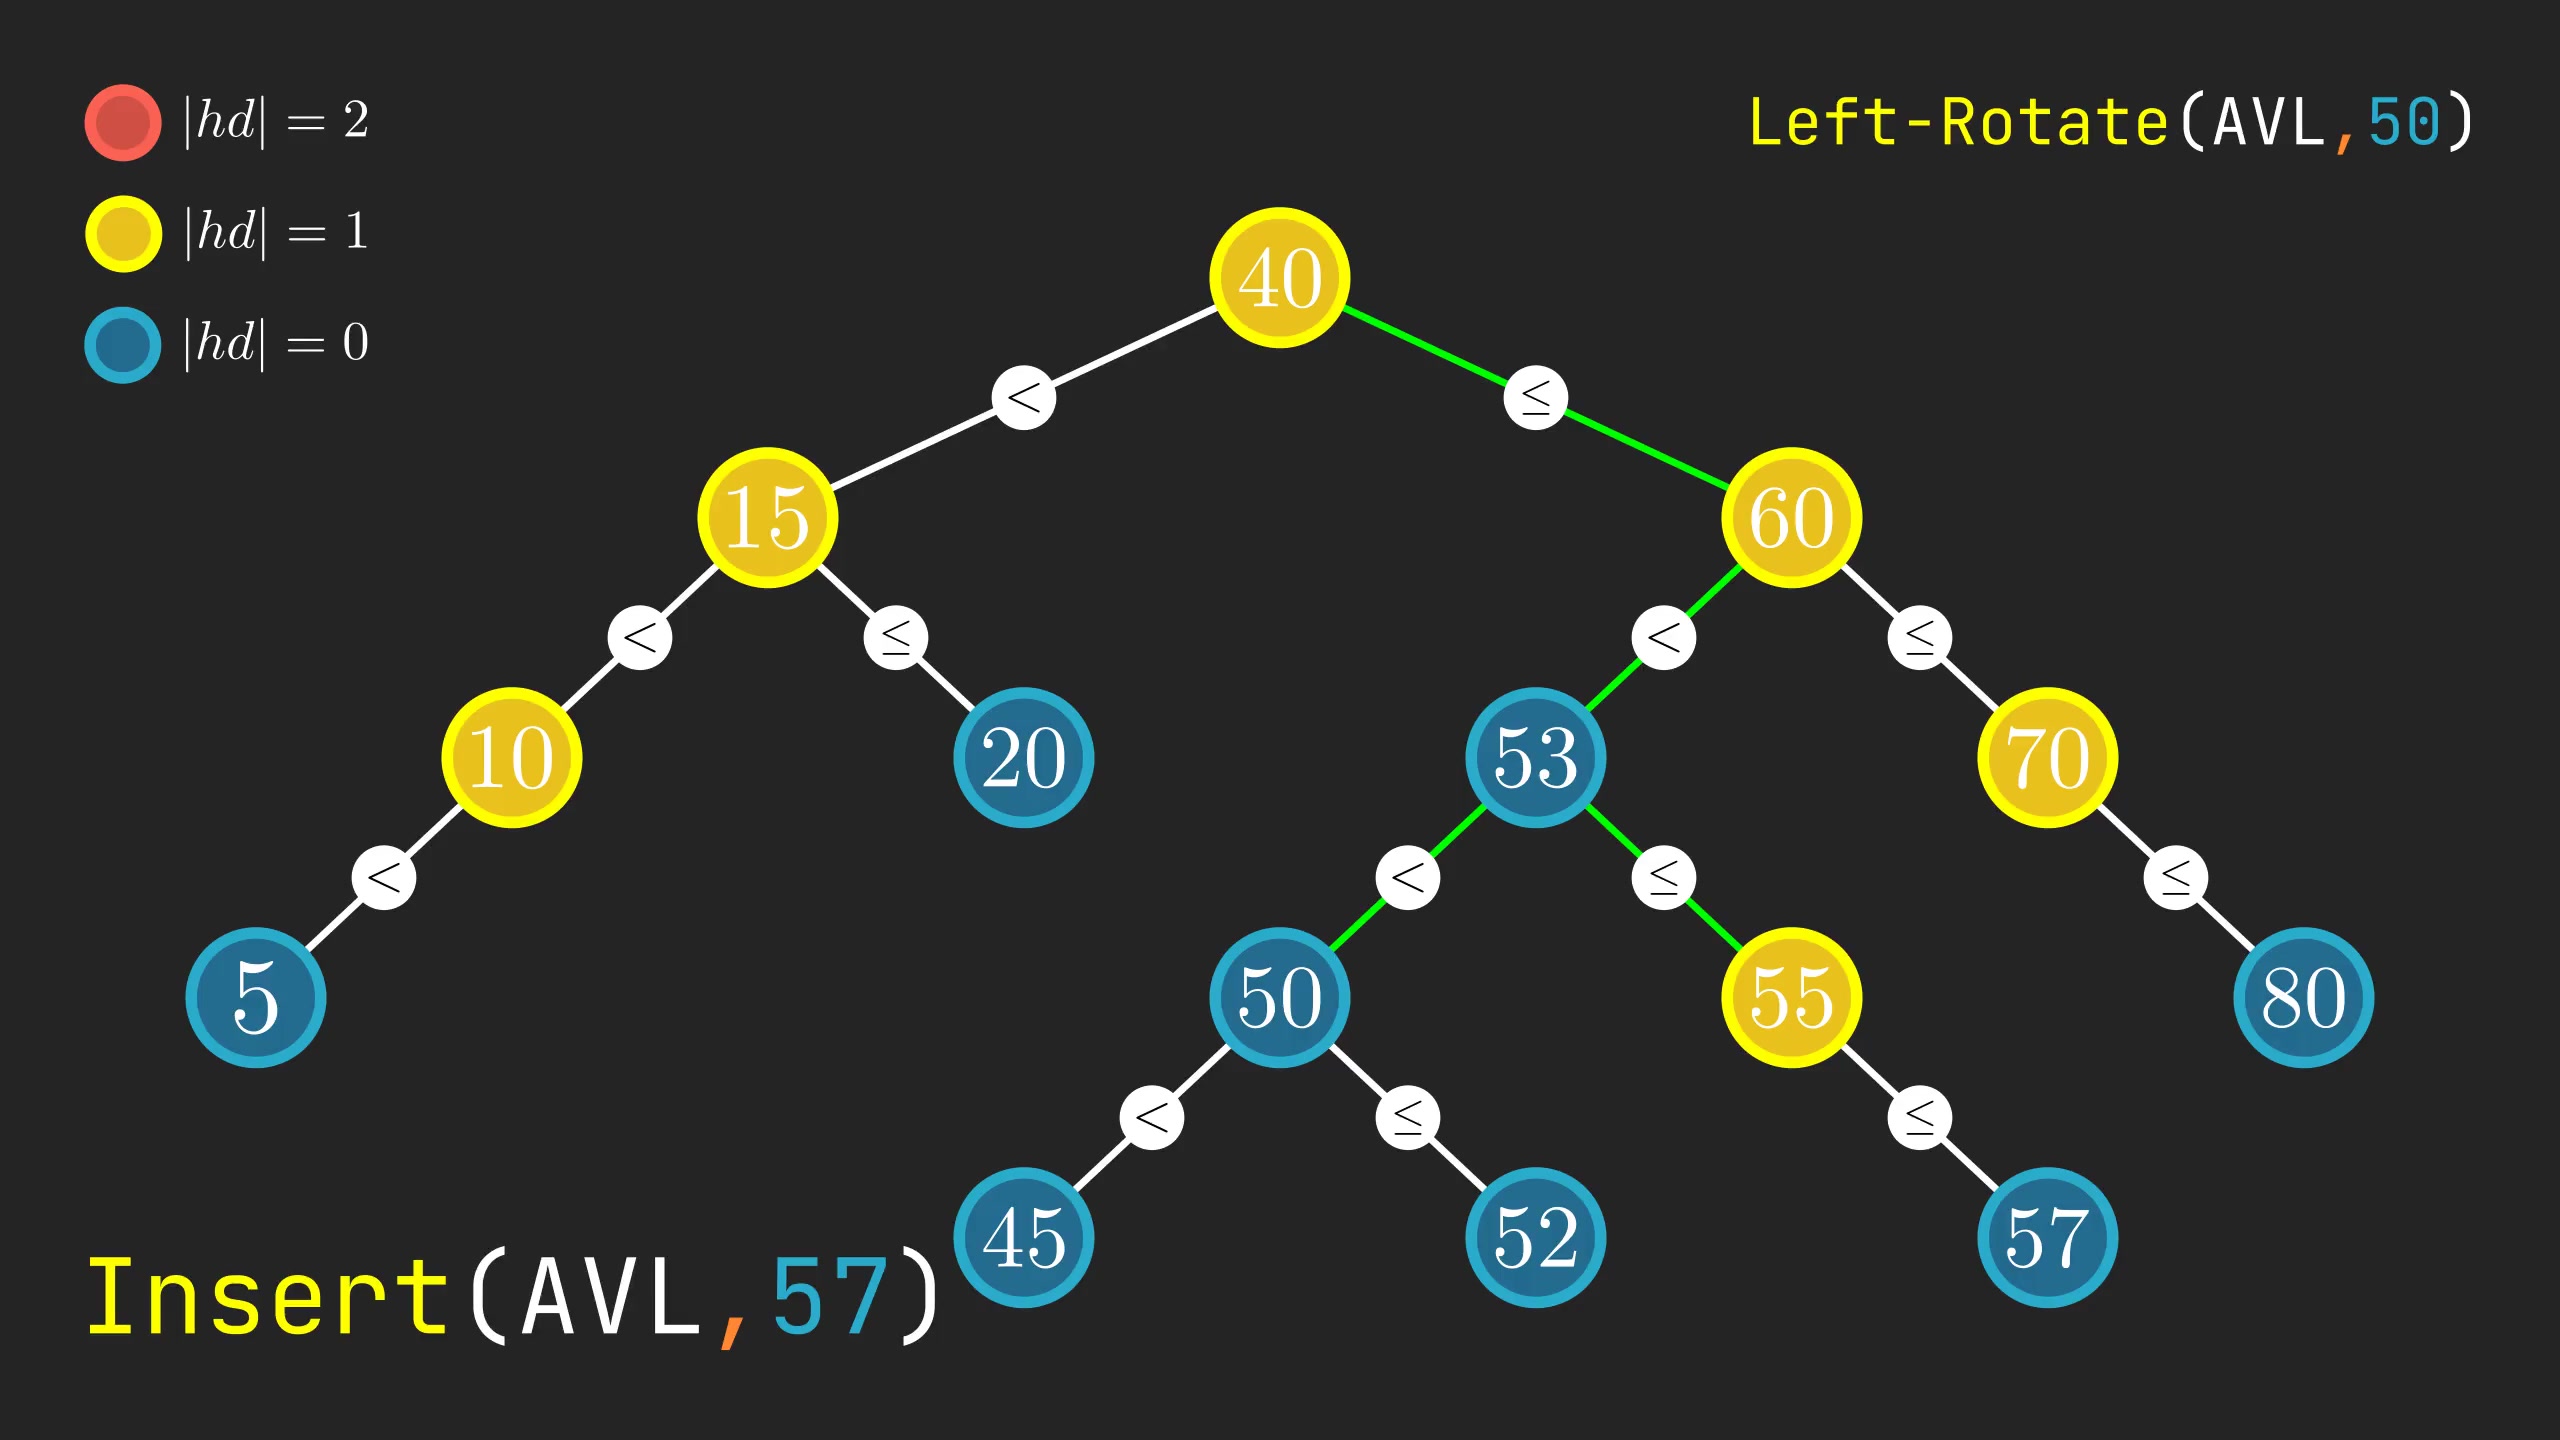 |hd| = 2
Left-Rotate(AVL,50)
|hd| = 1
|hd| = 0
40
< ≤
15 60
< ≤ < ≤
10 20 53 70
< < ≤ ≤
5 50 55 80
< ≤ ≤
45 52 57
Insert(AVL,57)